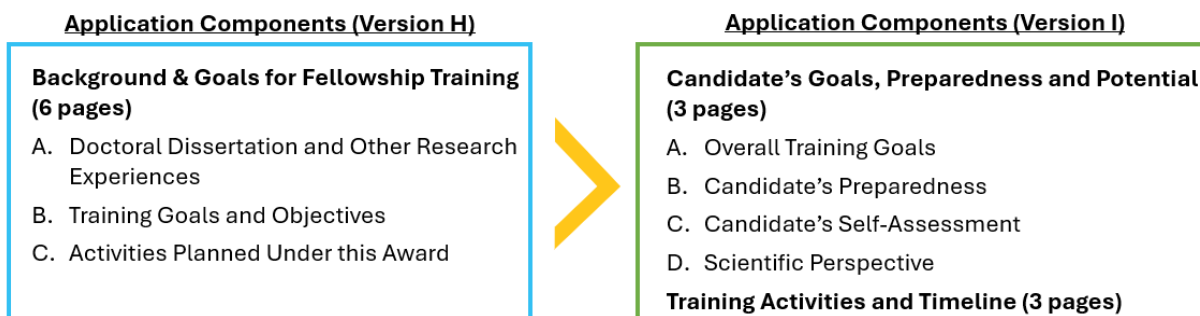 Application Components (Version H)
Background & Goals for Fellowship Training
(6 pages)
A. Doctoral Dissertation and Other Research
Experiences
B. Training Goals and Objectives
C. Activities Planned Under this Award
Application Components (Version I)
Candidate’s Goals, Preparedness and Potential
(3 pages)
A. Overall Training Goals
B. Candidate’s Preparedness
C. Candidate’s Self-Assessment
D. Scientific Perspective
Training Activities and Timeline (3 pages)